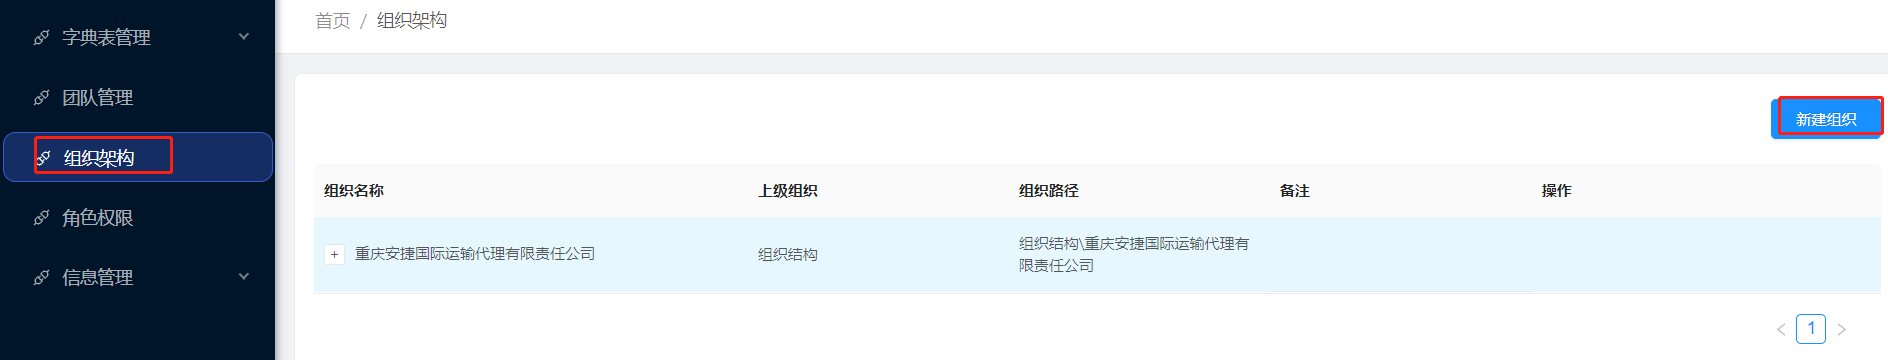 字典表管理
团队管理
组织架构
角色权限
信息管理
首页 / 组织架构
新建组织
组织名称 上级组织 组织路径 备注 操作
+ 重庆安捷国际运输代理有限责任公司 组织结构 组织结构\重庆安捷国际运输代理有
限责任公司
< 1 >